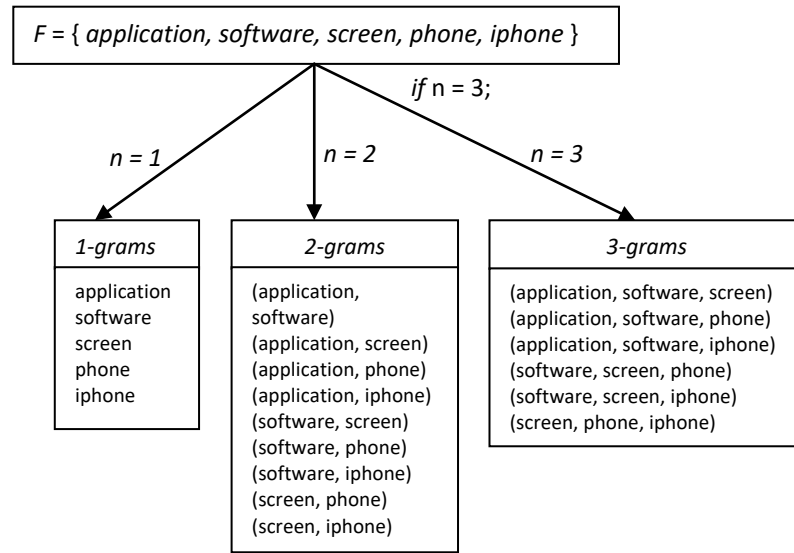 F = { application, software, screen, phone, iphone }
if n = 3;
n = 1
n = 2
n = 3
1-grams
application
software
screen
phone
iphone
2-grams
(application,
software)
(application, screen)
(application, phone)
(application, iphone)
(software, screen)
(software, phone)
(software, iphone)
(screen, phone)
(screen, iphone)
3-grams
(application, software, screen)
(application, software, phone)
(application, software, iphone)
(software, screen, phone)
(software, screen, iphone)
(screen, phone, iphone)